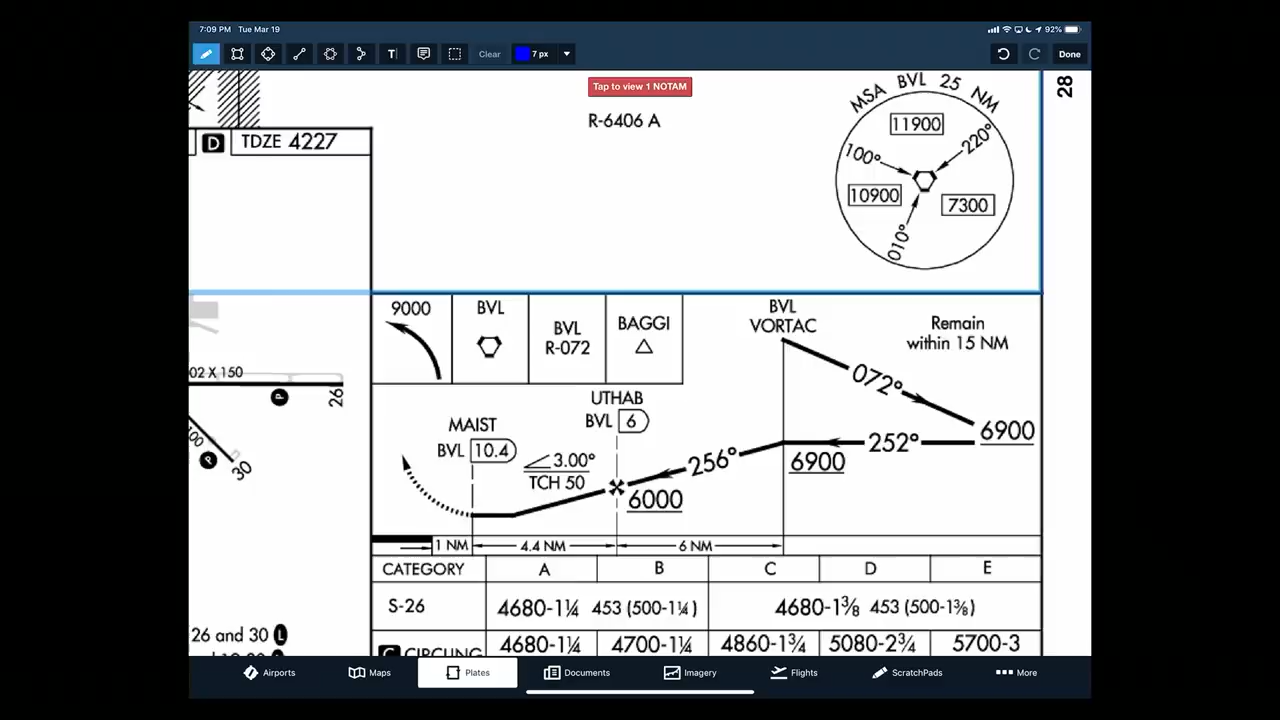 7:09 PM Tue Mar 19
92%
T
Clear
7 px
Done
Tap to view 1 NOTAM
28
R-6406 A
MSA BVL 25 NM
11900
220°
100°
10900
7300
010°
D TDZE 4227
9000
BVL
BVL
R-072
BAGGI
BVL
VORTAC
Remain
within 15 NM
02 X 150
26
P
072°
UTHAB
BVL 6
6900
252°
MAIST
BVL 10.4
3.00°
TCH 50
256°
6900
6000
P
30
1 NM
4.4 NM
6 NM
CATEGORY A B C D E
S-26 4680-1¼ 453 (500-1¼) 4680-1⅜ 453 (500-1⅜)
C CIRCLING 4680-1¼ 4700-1¼ 4860-1¾ 5080-2¾ 5700-3
26 and 30 L
Airports Maps Plates Documents Imagery Flights ScratchPads More